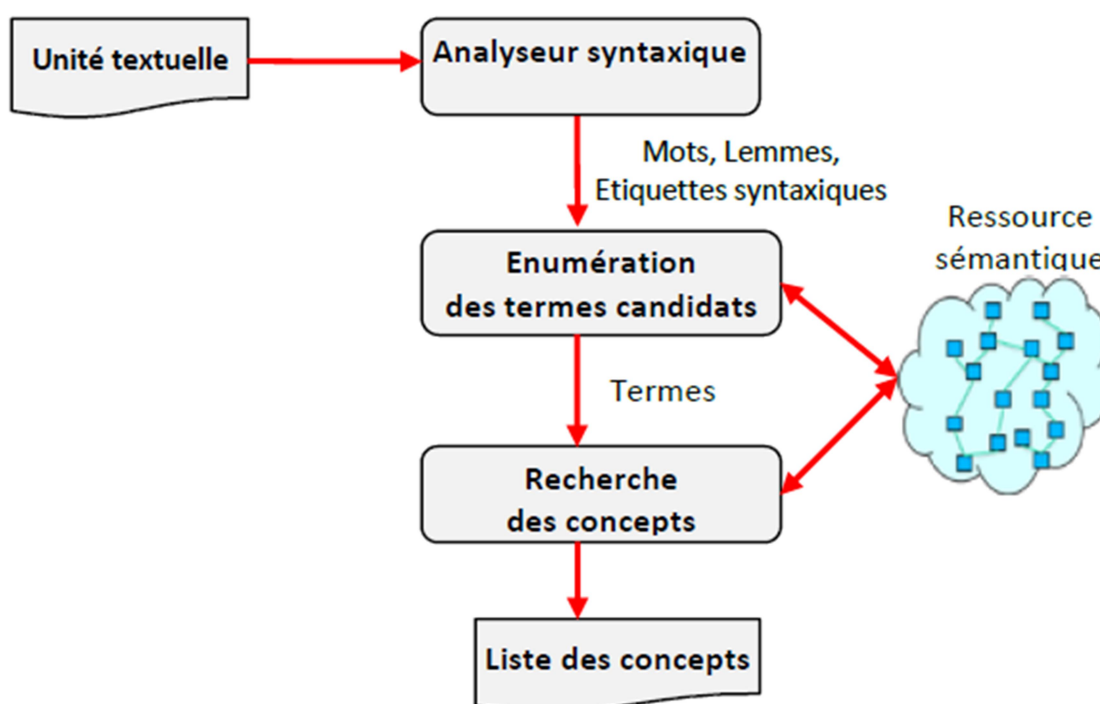 Unité textuelle
Analyseur syntaxique
Mots, Lemmes,
Etiquettes syntaxiques
Ressource
sémantique
Enumération
des termes candidats
Termes
Recherche
des concepts
Liste des concepts